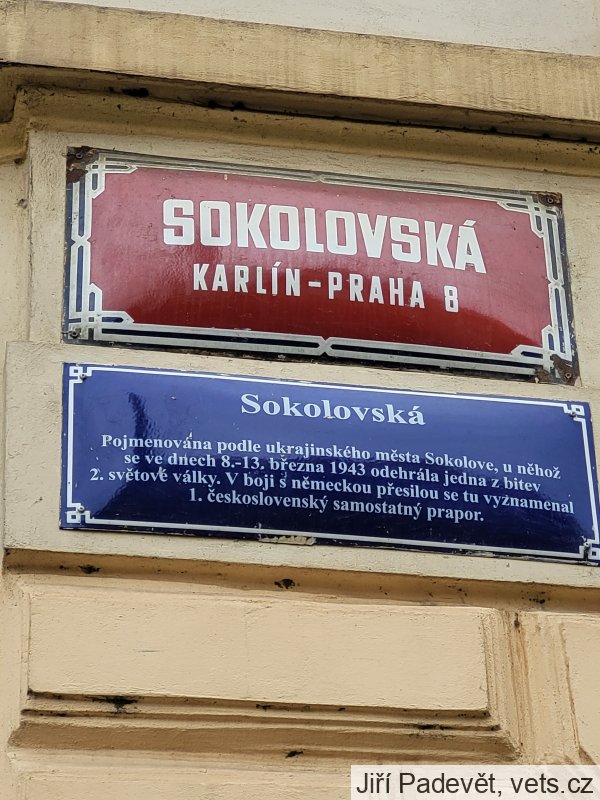 SOKOLOVSKÁ
KARLÍN-PRAHA 8
Sokolovská
Pojmenována podle ukrajinského města Sokolove, u něhož
se ve dnech 8.-13. března 1943 odehrála jedna z bitev
2. světové války. V boji s německou přesilou se tu vyznamenal
1. československý samostatný prapor.
Jiří Padevět, vets.cz